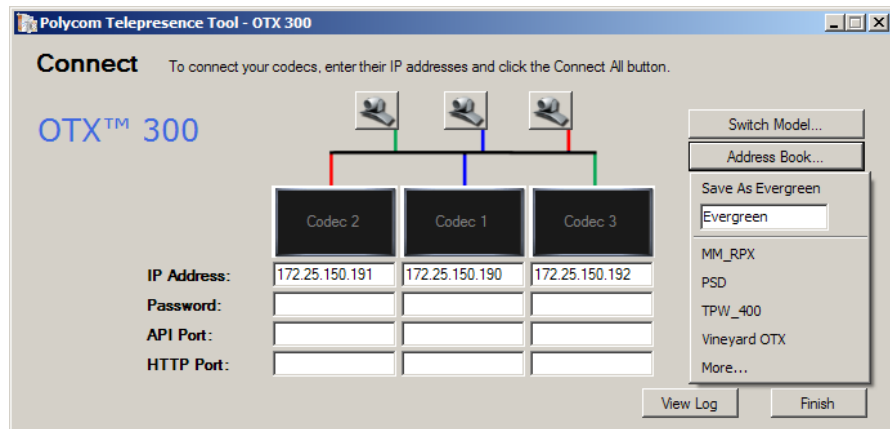 Polycom Telepresence Tool - OTX 300
Connect To connect your codecs, enter their IP addresses and click the Connect All button.
OTX™ 300
Switch Model...
Address Book...
Save As Evergreen
Evergreen
MM_RPX
PSD
TPW_400
Vineyard OTX
More...
Codec 2 Codec 1 Codec 3
IP Address: 172.25.150.191 172.25.150.190 172.25.150.192
Password:
API Port:
HTTP Port:
View Log Finish